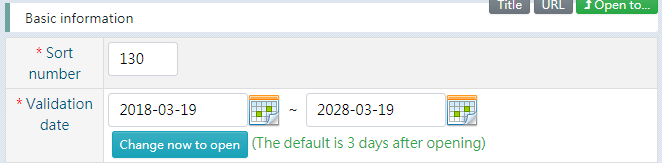 Title URL Open to...
Basic information
* Sort number
130
* Validation date
2018-03-19 ~ 2028-03-19
Change now to open (The default is 3 days after opening)